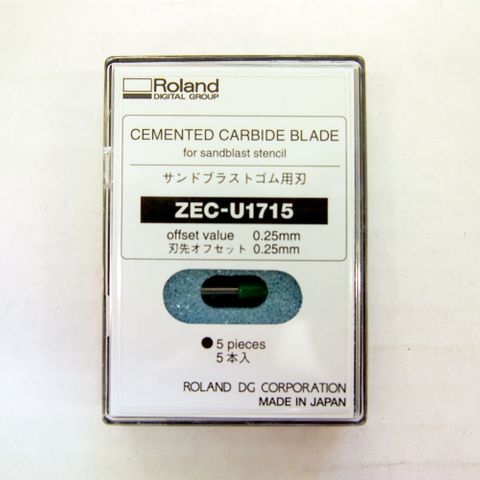 Roland
DIGITAL GROUP
CEMENTED CARBIDE BLADE
for sandblast stencil
サンドブラストゴム用刃
ZEC-U1715
offset value 0.25mm
刃先オフセット 0.25mm
● 5 pieces
5本入
ROLAND DG CORPORATION
MADE IN JAPAN